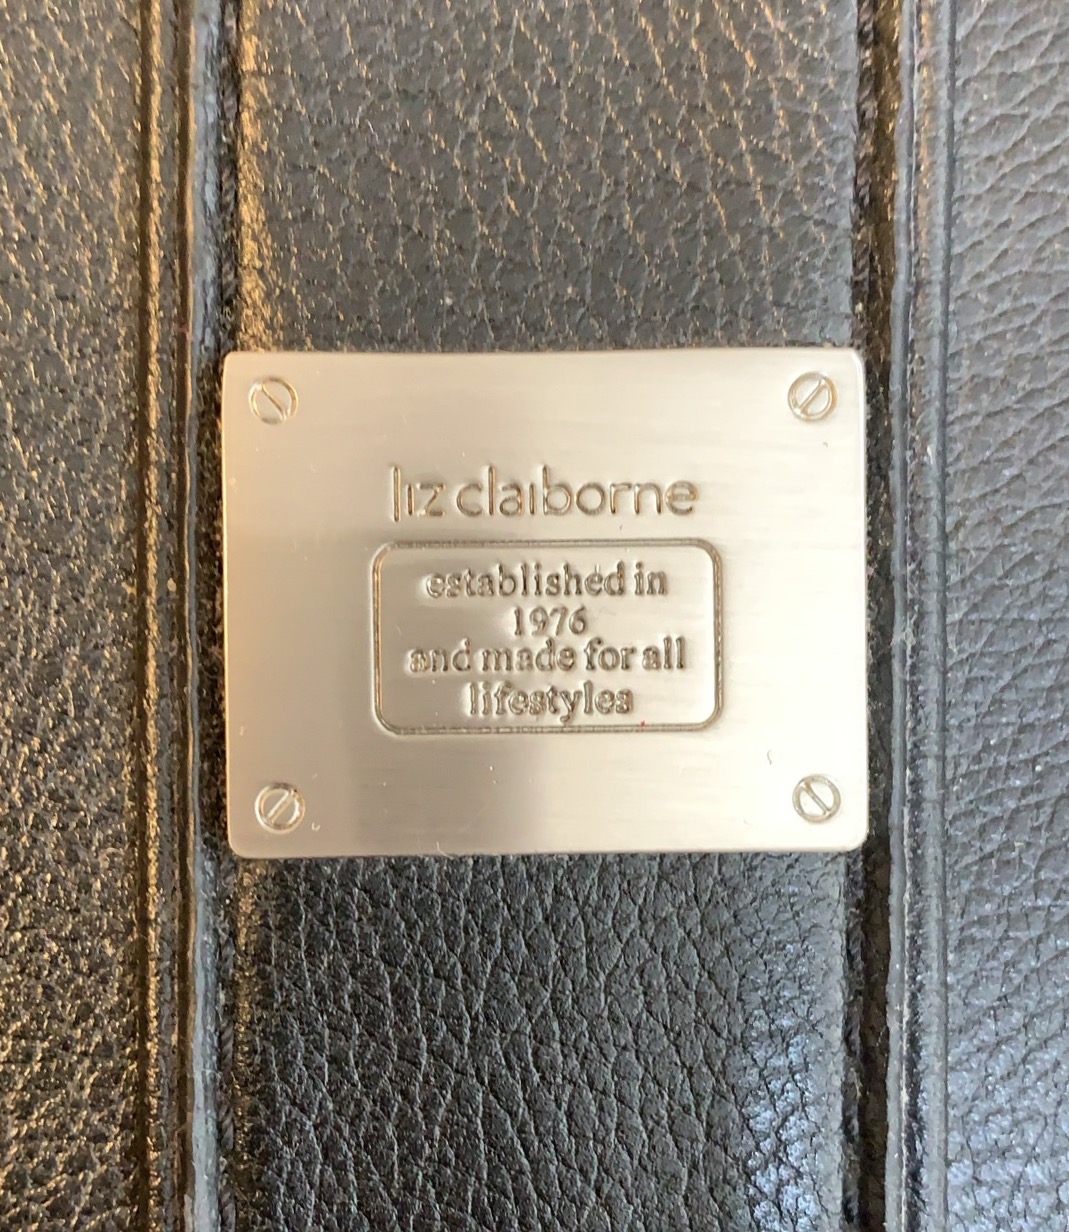 liz claiborne
established in
1976
and made for all
lifestyles